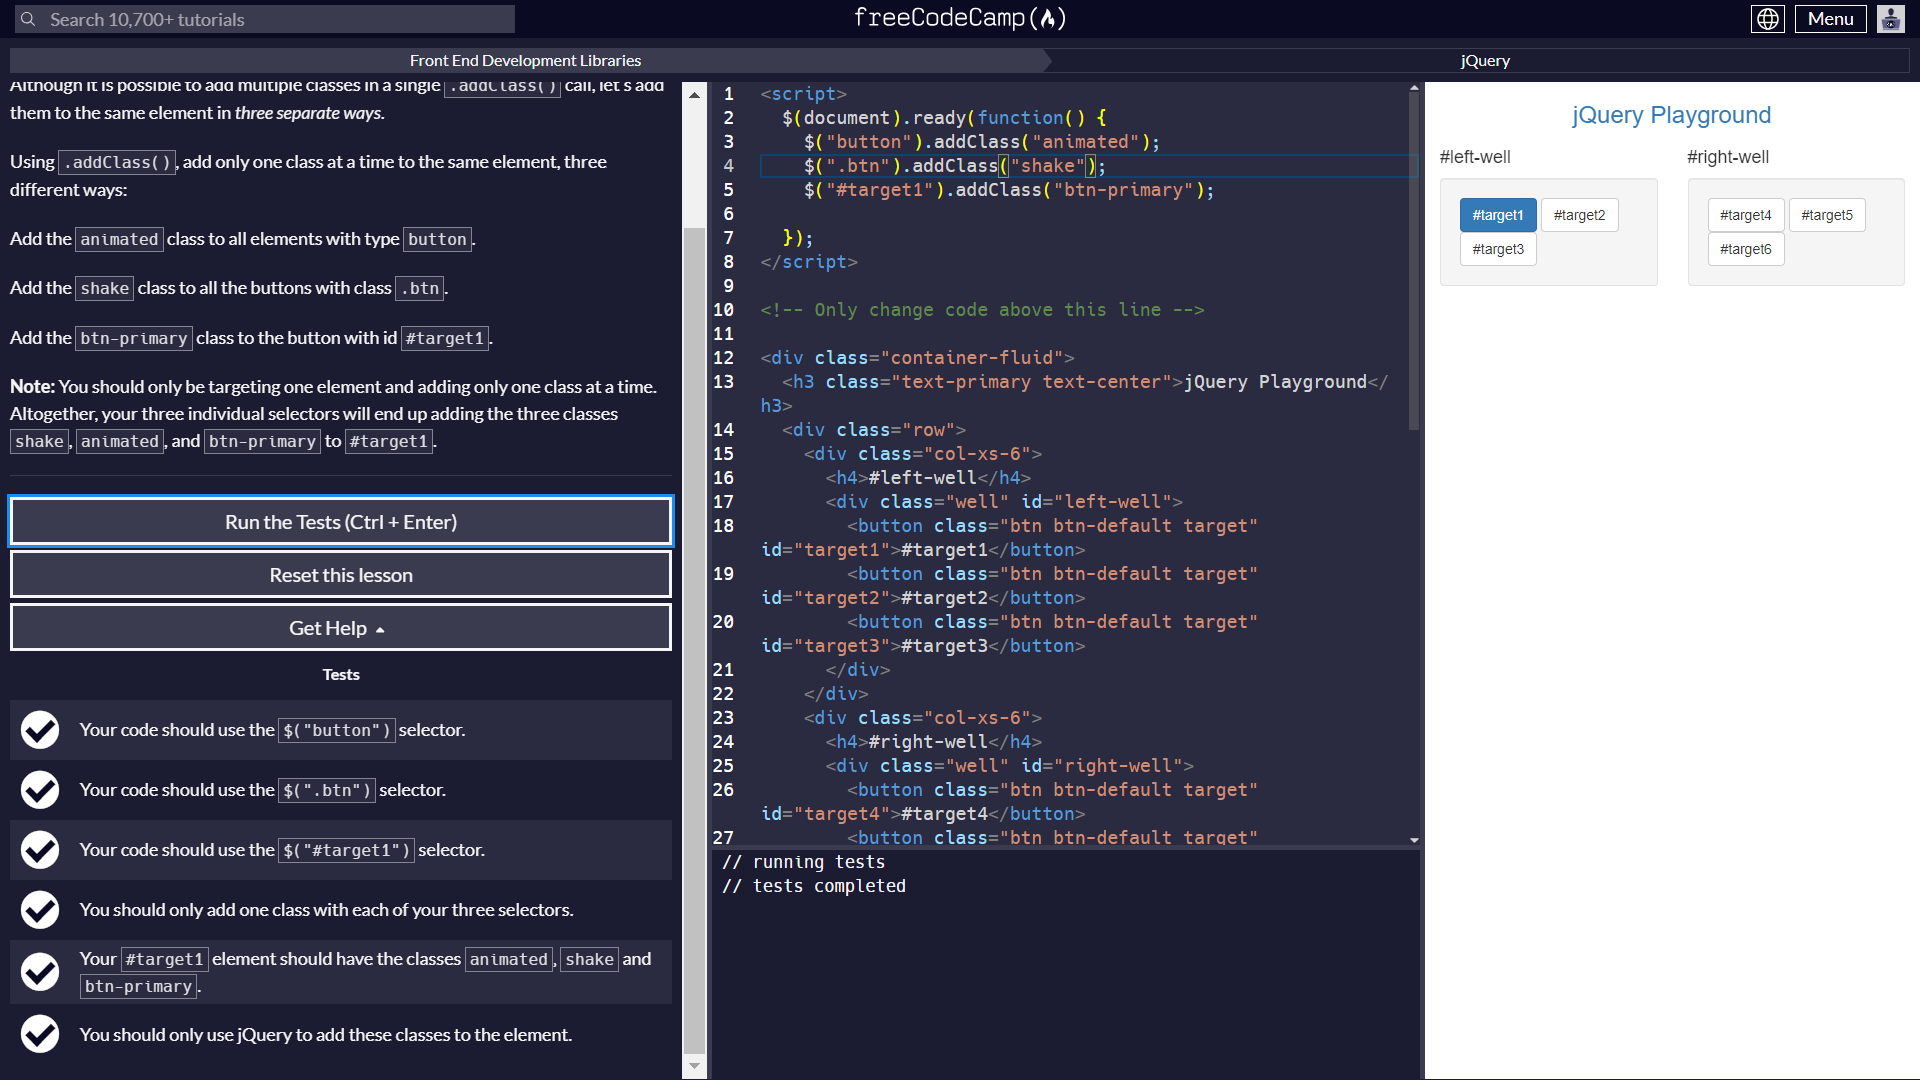 Search 10,700+ tutorials
freeCodeCamp(🔥)
Menu
Front End Development Libraries
jQuery
Although it is possible to add multiple classes in a single .addClass() call, let's add
them to the same element in three separate ways.
Using .addClass(), add only one class at a time to the same element, three
different ways:
Add the animated class to all elements with type button.
Add the shake class to all the buttons with class .btn.
Add the btn-primary class to the button with id #target1.
Note: You should only be targeting one element and adding only one class at a time.
Altogether, your three individual selectors will end up adding the three classes
shake, animated, and btn-primary to #target1.
Run the Tests (Ctrl + Enter)
Reset this lesson
Get Help
Tests
Your code should use the $("button") selector.
Your code should use the $(".btn") selector.
Your code should use the $("#target1") selector.
You should only add one class with each of your three selectors.
Your #target1 element should have the classes animated, shake and
btn-primary.
You should only use jQuery to add these classes to the element.
1 <script>
2 $(document).ready(function() {
3 $("button").addClass("animated");
4 $(".btn").addClass("shake");
5 $("#target1").addClass("btn-primary");
6
7 });
8 </script>
9
10 <!-- Only change code above this line -->
11
12 <div class="container-fluid">
13 <h3 class="text-primary text-center">jQuery Playground</
h3>
14 <div class="row">
15 <div class="col-xs-6">
16 <h4>#left-well</h4>
17 <div class="well" id="left-well">
18 <button class="btn btn-default target"
id="target1">#target1</button>
19 <button class="btn btn-default target"
id="target2">#target2</button>
20 <button class="btn btn-default target"
id="target3">#target3</button>
21 </div>
22 </div>
23 <div class="col-xs-6">
24 <h4>#right-well</h4>
25 <div class="well" id="right-well">
26 <button class="btn btn-default target"
id="target4">#target4</button>
27 <button class="btn btn-default target"
// running tests
// tests completed
jQuery Playground
#left-well
#target1 #target2
#target3
#right-well
#target4 #target5
#target6